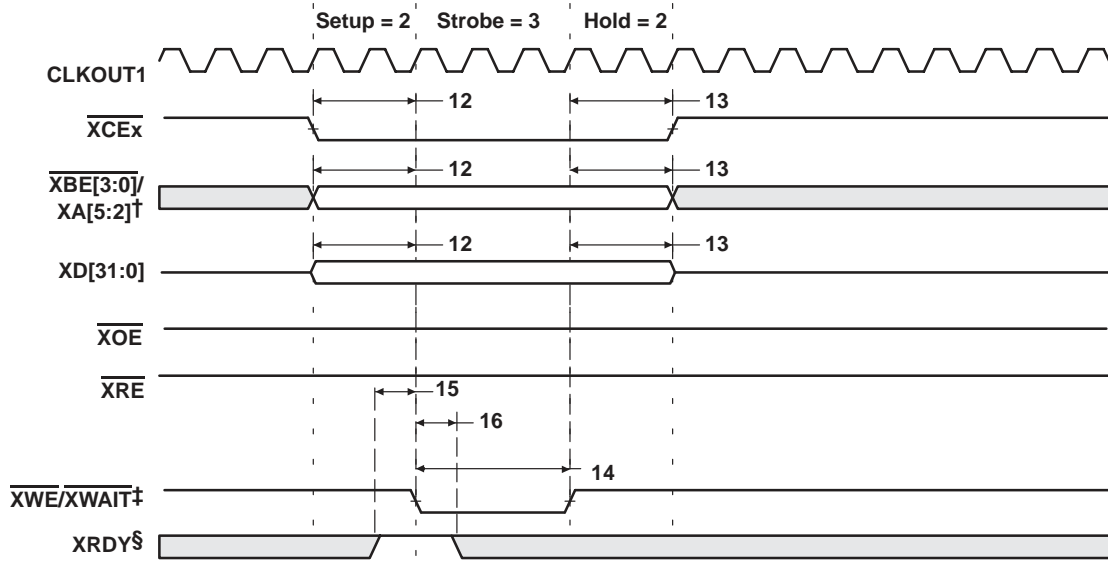 Setup = 2 Strobe = 3 Hold = 2
CLKOUT1
12 13
XCEx
12 13
XBE[3:0]/
XA[5:2]†
12 13
XD[31:0]
XOE
XRE
15
16
14
XWE/XWAIT‡
XRDY§